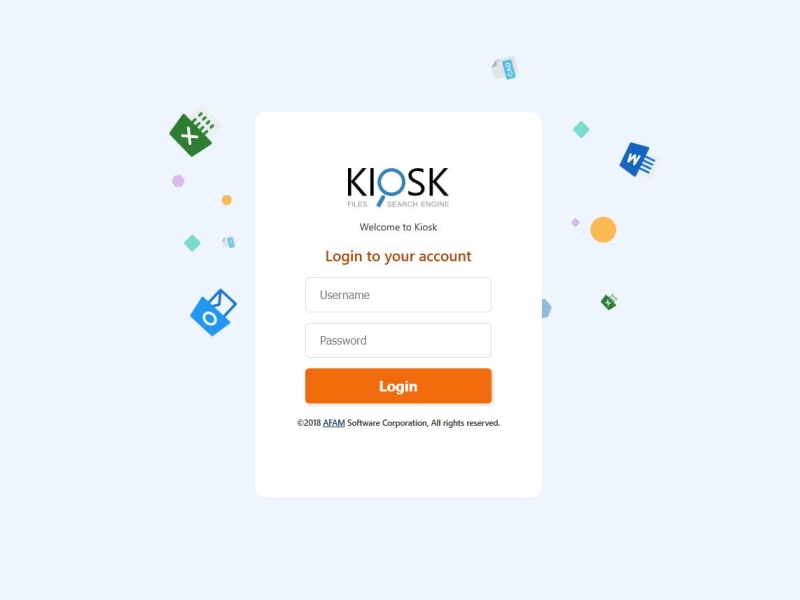 CAD
X
W
KIOSK
FILES SEARCH ENGINE
Welcome to Kiosk
Login to your account
Username
Password
Login
©2018 AFAM Software Corporation, All rights reserved.